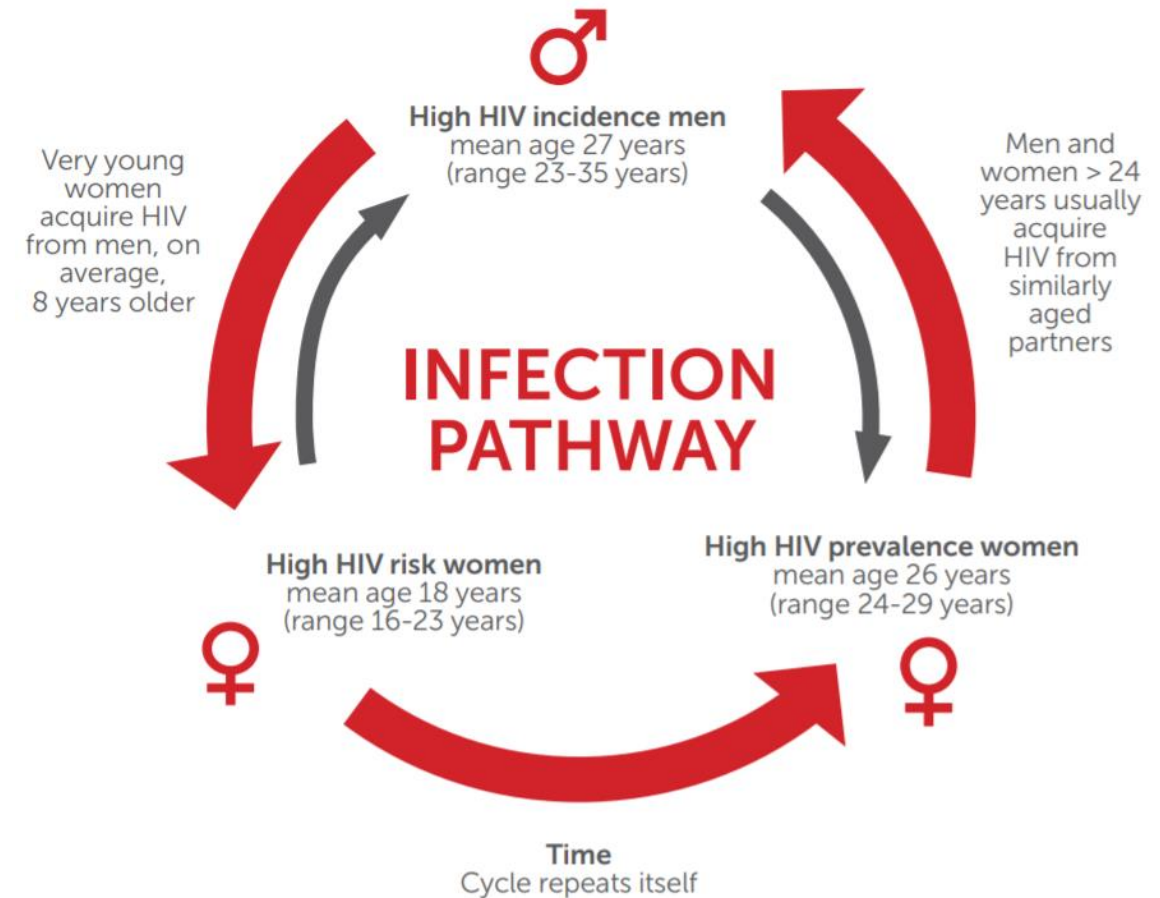 High HIV incidence men
mean age 27 years
(range 23-35 years)
Very young
women
acquire HIV
from men, on
average,
8 years older
Men and
women > 24
years usually
acquire
HIV from
similarly
aged
partners
INFECTION
PATHWAY
High HIV risk women
mean age 18 years
(range 16-23 years)
High HIV prevalence women
mean age 26 years
(range 24-29 years)
Time
Cycle repeats itself